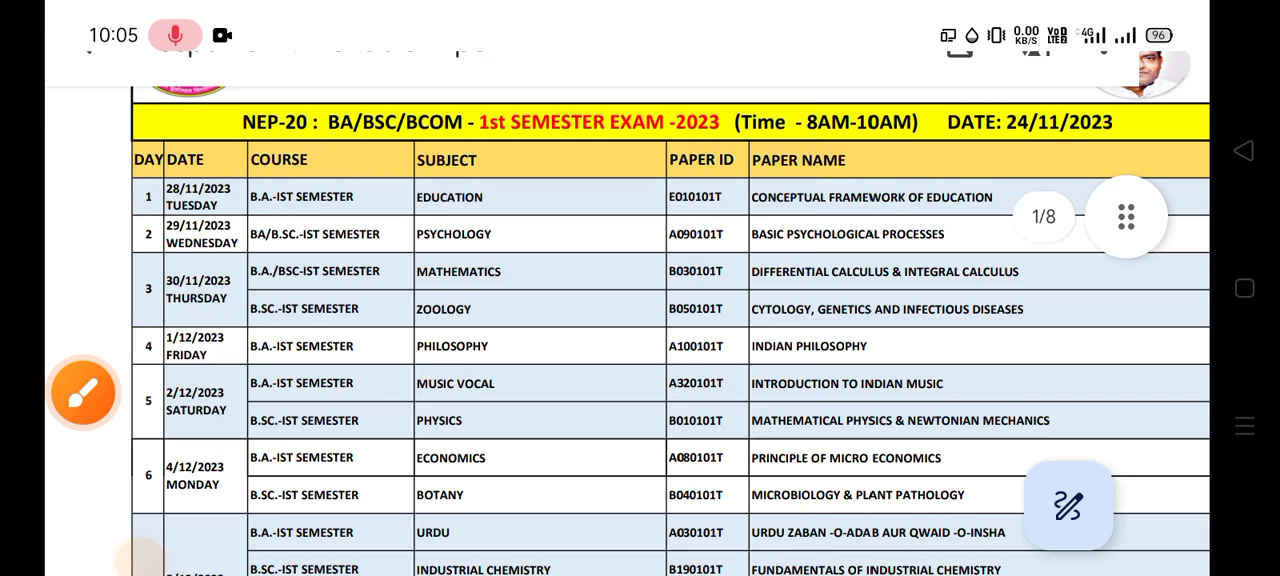 10:05 0.00 KB/S VoD LTE 4G 96
NEP-20 : BA/BSC/BCOM - 1st SEMESTER EXAM -2023 (Time - 8AM-10AM) DATE: 24/11/2023
DAY DATE COURSE SUBJECT PAPER ID PAPER NAME
1 28/11/2023 TUESDAY B.A.-IST SEMESTER EDUCATION E010101T CONCEPTUAL FRAMEWORK OF EDUCATION
1/8
2 29/11/2023 WEDNESDAY BA/B.SC.-IST SEMESTER PSYCHOLOGY A090101T BASIC PSYCHOLOGICAL PROCESSES
3 30/11/2023 THURSDAY B.A./BSC-IST SEMESTER MATHEMATICS B030101T DIFFERENTIAL CALCULUS & INTEGRAL CALCULUS
B.SC.-IST SEMESTER ZOOLOGY B050101T CYTOLOGY, GENETICS AND INFECTIOUS DISEASES
4 1/12/2023 FRIDAY B.A.-IST SEMESTER PHILOSOPHY A100101T INDIAN PHILOSOPHY
5 2/12/2023 SATURDAY B.A.-IST SEMESTER MUSIC VOCAL A320101T INTRODUCTION TO INDIAN MUSIC
B.SC.-IST SEMESTER PHYSICS B010101T MATHEMATICAL PHYSICS & NEWTONIAN MECHANICS
6 4/12/2023 MONDAY B.A.-IST SEMESTER ECONOMICS A080101T PRINCIPLE OF MICRO ECONOMICS
B.SC.-IST SEMESTER BOTANY B040101T MICROBIOLOGY & PLANT PATHOLOGY
B.A.-IST SEMESTER URDU A030101T URDU ZABAN -O-ADAB AUR QWAID -O-INSHA
B.SC.-IST SEMESTER INDUSTRIAL CHEMISTRY B190101T FUNDAMENTALS OF INDUSTRIAL CHEMISTRY